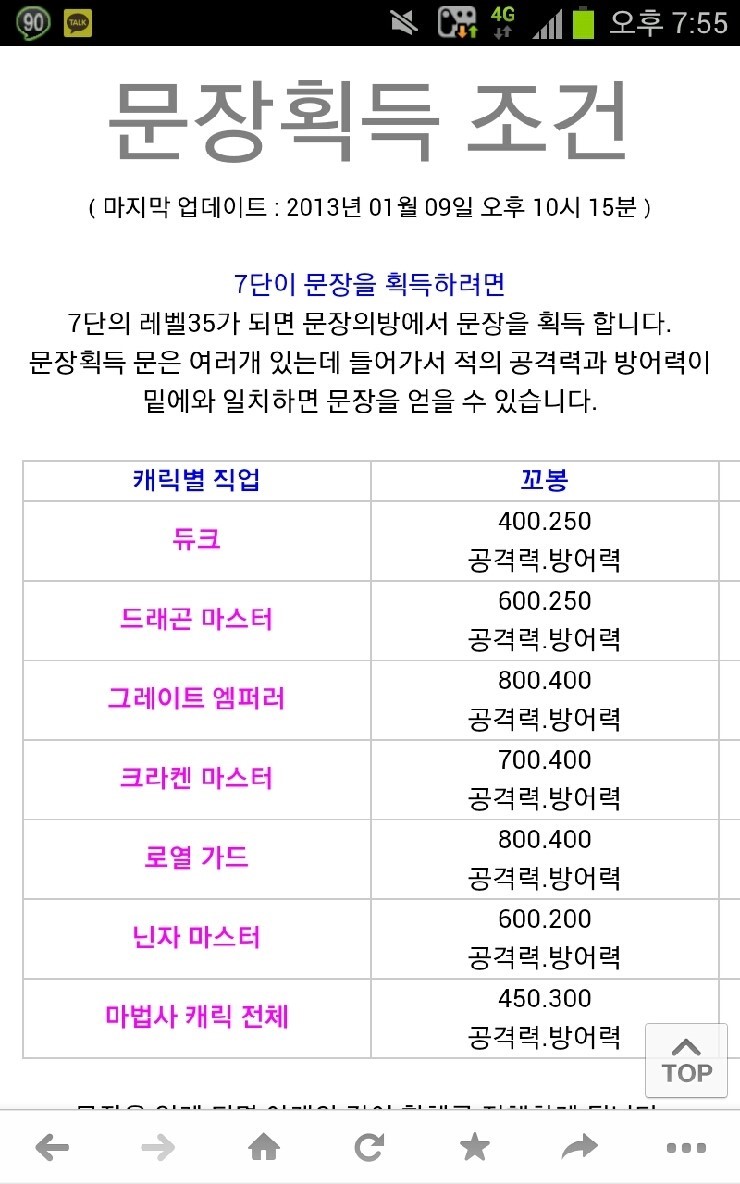 90
TALK
4G
오후 7:55
문장획득 조건
( 마지막 업데이트 : 2013년 01월 09일 오후 10시 15분 )
7단이 문장을 획득하려면
7단의 레벨35가 되면 문장의방에서 문장을 획득 합니다.
문장획득 문은 여러개 있는데 들어가서 적의 공격력과 방어력이
밑에와 일치하면 문장을 얻을 수 있습니다.
캐릭별 직업
꼬봉
듀크
400.250
공격력.방어력
드래곤 마스터
600.250
공격력.방어력
그레이트 엠퍼러
800.400
공격력.방어력
크라켄 마스터
700.400
공격력.방어력
로열 가드
800.400
공격력.방어력
닌자 마스터
600.200
공격력.방어력
마법사 캐릭 전체
450.300
공격력.방어력
TOP